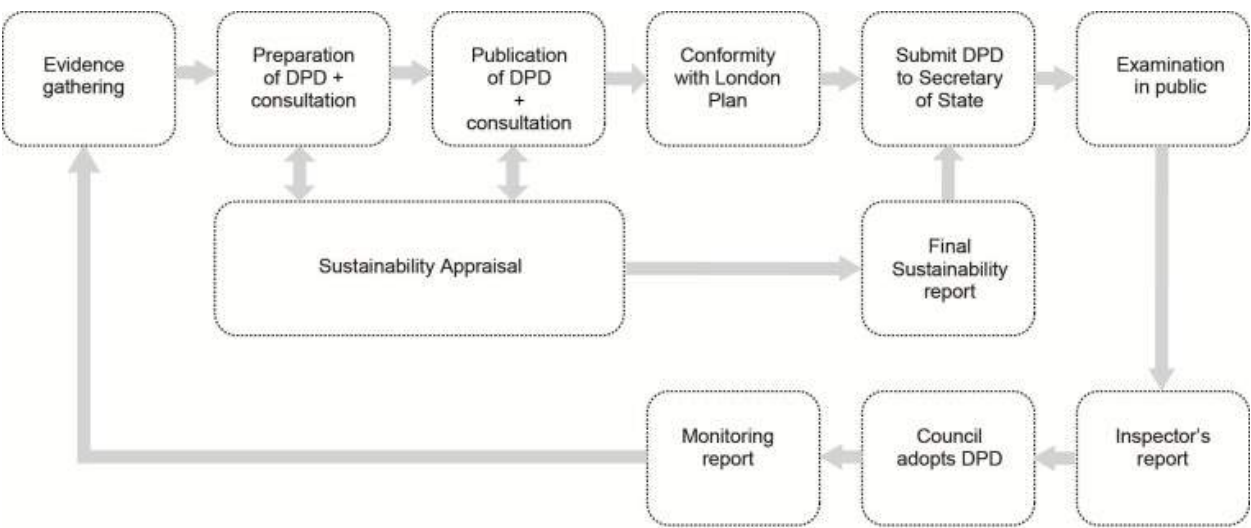 Evidence
gathering
Preparation
of DPD +
consultation
Publication
of DPD
+
consultation
Conformity
with London
Plan
Submit DPD
to Secretary
of State
Examination
in public
Sustainability Appraisal
Final
Sustainability
report
Monitoring
report
Council
adopts DPD
Inspector's
report